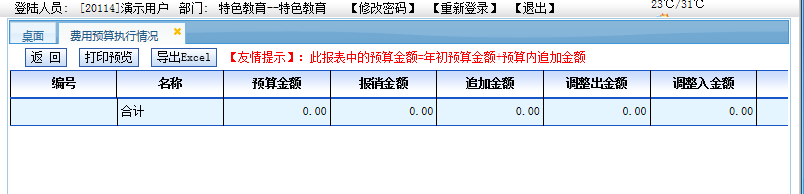 登陆人员: [20114]演示用户 部门: 特色教育--特色教育 【修改密码】 【重新登录】 【退出】 23℃/31℃
桌面 费用预算执行情况
返 回 打印预览 导出Excel 【友情提示】:此报表中的预算金额=年初预算金额+预算内追加金额
编号 名称 预算金额 报消金额 追加金额 调整出金额 调整入金额
合计 0.00 0.00 0.00 0.00 0.00